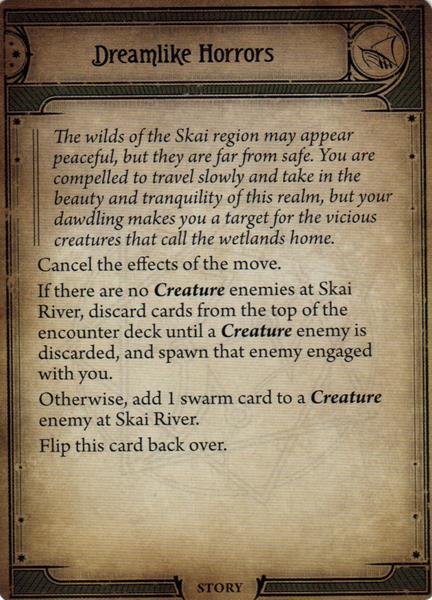 Dreamlike Horrors
The wilds of the Skai region may appear
peaceful, but they are far from safe. You are
compelled to travel slowly and take in the
beauty and tranquility of this realm, but your
dawdling makes you a target for the vicious
creatures that call the wetlands home.
Cancel the effects of the move.
If there are no Creature enemies at Skai
River, discard cards from the top of the
encounter deck until a Creature enemy is
discarded, and spawn that enemy engaged
with you.
Otherwise, add 1 swarm card to a Creature
enemy at Skai River.
Flip this card back over.
STORY